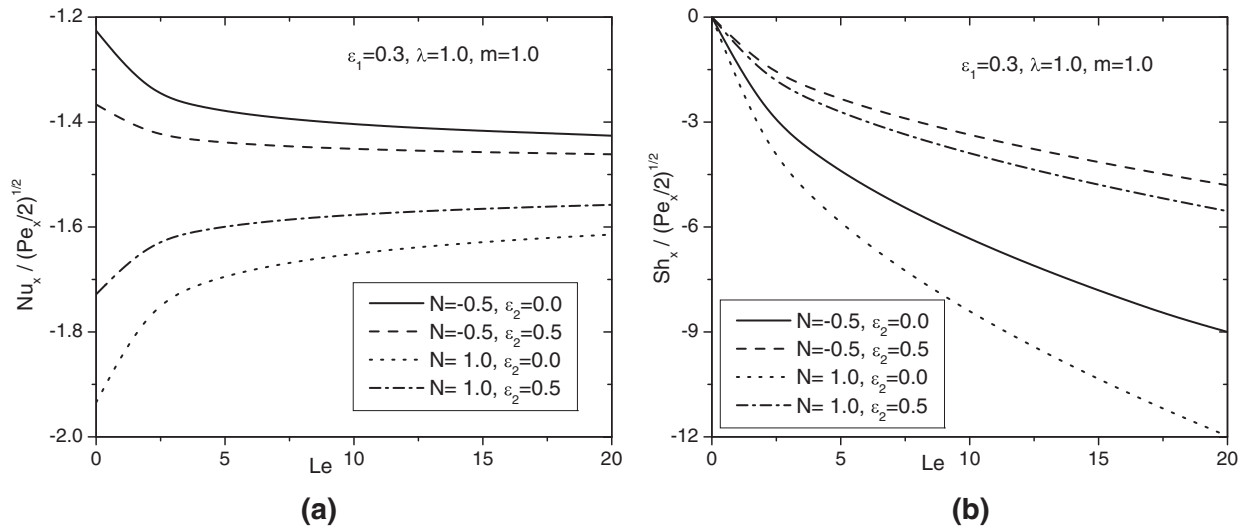 -1.2
-1.4
-1.6
-1.8
-2.0
Nu_x / (Pe_x/2)^{1/2}
ε₁=0.3, λ=1.0, m=1.0
N=-0.5, ε₂=0.0
N=-0.5, ε₂=0.5
N= 1.0, ε₂=0.0
N= 1.0, ε₂=0.5
0 5 10 15 20
Le
(a)
0
-3
-6
-9
-12
Sh_x / (Pe_x/2)^{1/2}
ε₁=0.3, λ=1.0, m=1.0
N=-0.5, ε₂=0.0
N=-0.5, ε₂=0.5
N= 1.0, ε₂=0.0
N= 1.0, ε₂=0.5
0 5 10 15 20
Le
(b)